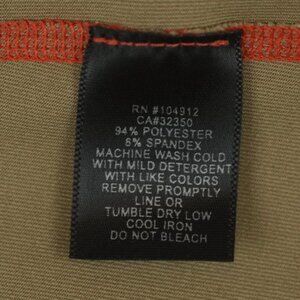 RN #104912
CA#32350
94% POLYESTER
6% SPANDEX
MACHINE WASH COLD
WITH MILD DETERGENT
WITH LIKE COLORS
REMOVE PROMPTLY
LINE OR
TUMBLE DRY LOW
COOL IRON
DO NOT BLEACH